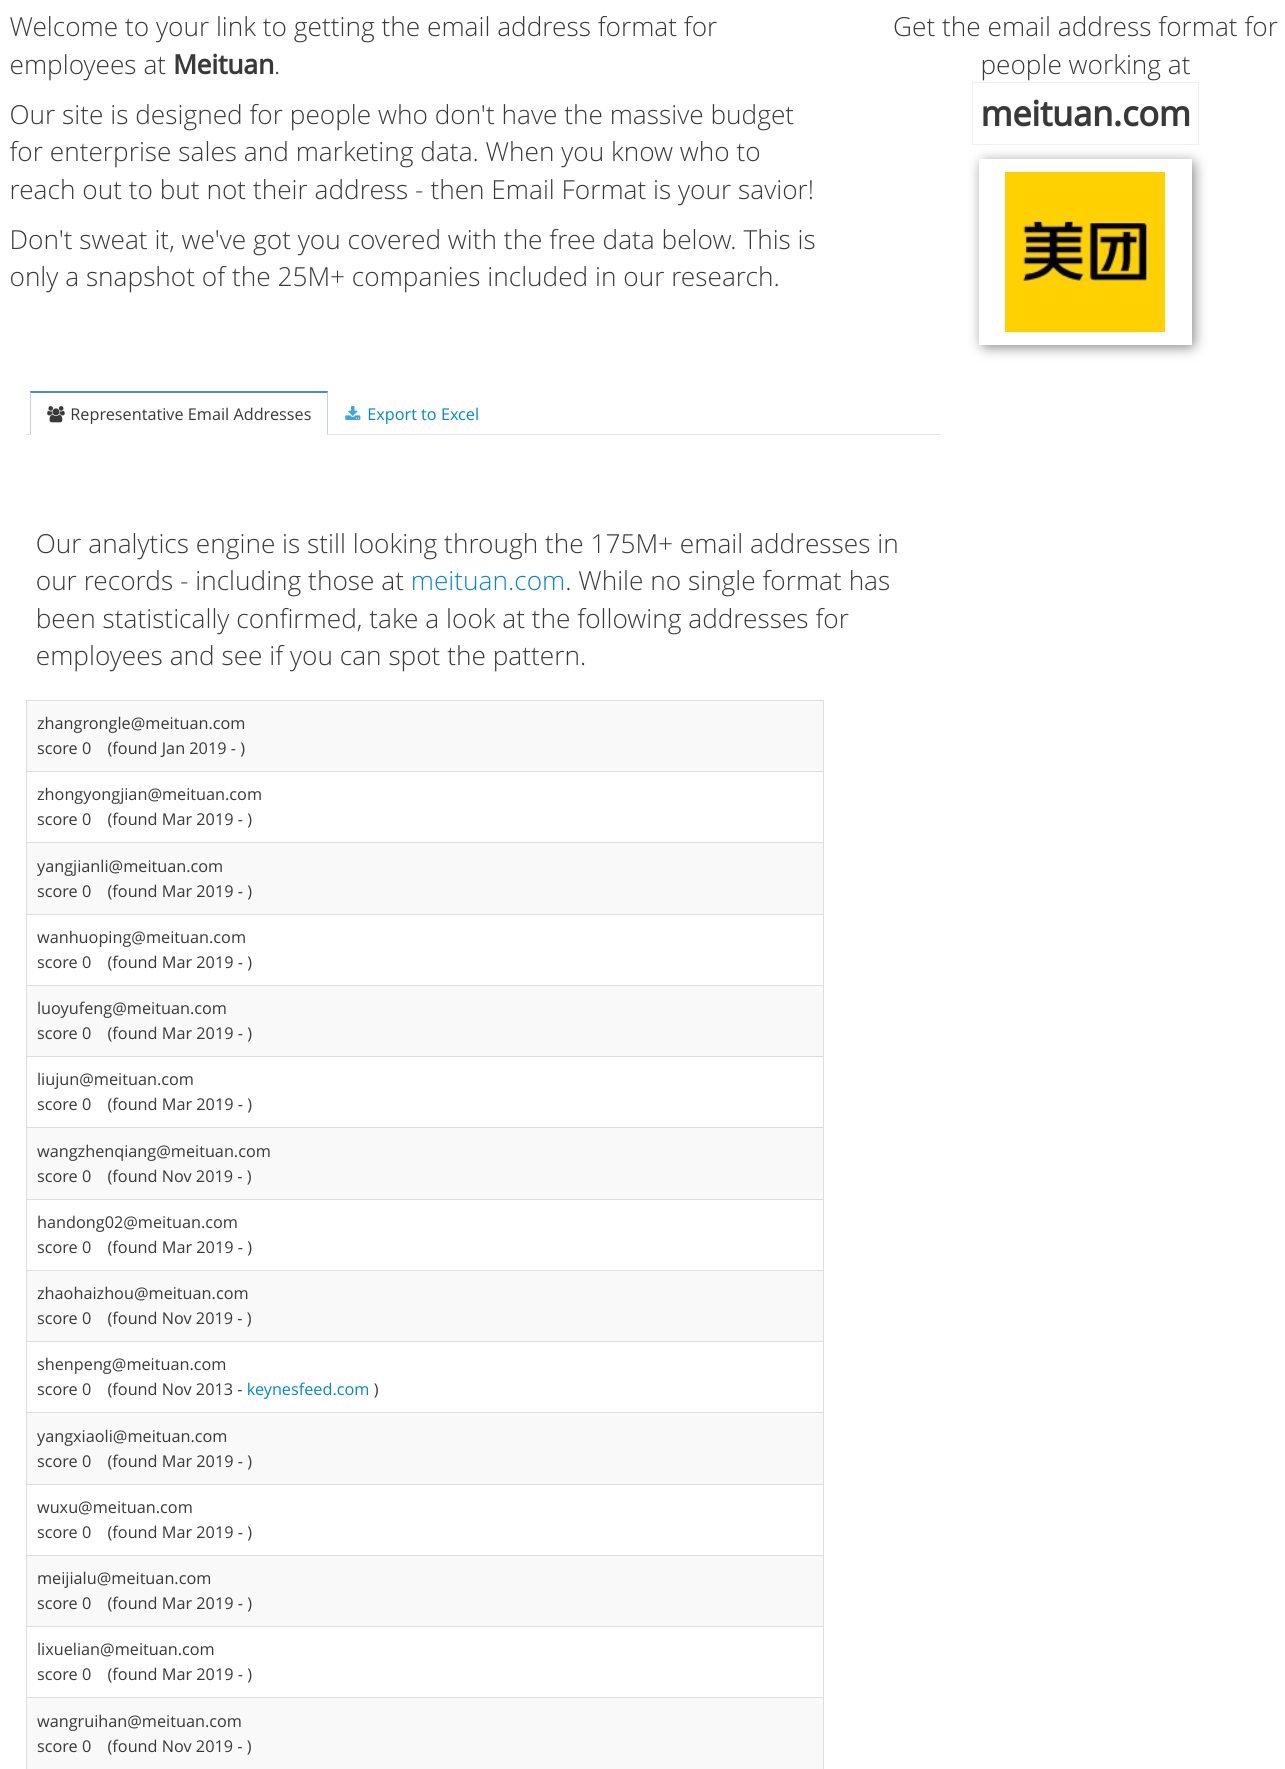 Welcome to your link to getting the email address format for
employees at Meituan.
Our site is designed for people who don't have the massive budget
for enterprise sales and marketing data. When you know who to
reach out to but not their address - then Email Format is your savior!
Don't sweat it, we've got you covered with the free data below. This is
only a snapshot of the 25M+ companies included in our research.
Get the email address format for
people working at
meituan.com
美团
Representative Email Addresses
Export to Excel
Our analytics engine is still looking through the 175M+ email addresses in
our records - including those at meituan.com. While no single format has
been statistically confirmed, take a look at the following addresses for
employees and see if you can spot the pattern.
zhangrongle@meituan.com
score 0 (found Jan 2019 - )
zhongyongjian@meituan.com
score 0 (found Mar 2019 - )
yangjianli@meituan.com
score 0 (found Mar 2019 - )
wanhuoping@meituan.com
score 0 (found Mar 2019 - )
luoyufeng@meituan.com
score 0 (found Mar 2019 - )
liujun@meituan.com
score 0 (found Mar 2019 - )
wangzhenqiang@meituan.com
score 0 (found Nov 2019 - )
handong02@meituan.com
score 0 (found Mar 2019 - )
zhaohaizhou@meituan.com
score 0 (found Nov 2019 - )
shenpeng@meituan.com
score 0 (found Nov 2013 - keynesfeed.com )
yangxiaoli@meituan.com
score 0 (found Mar 2019 - )
wuxu@meituan.com
score 0 (found Mar 2019 - )
meijialu@meituan.com
score 0 (found Mar 2019 - )
lixuelian@meituan.com
score 0 (found Mar 2019 - )
wangruihan@meituan.com
score 0 (found Nov 2019 - )